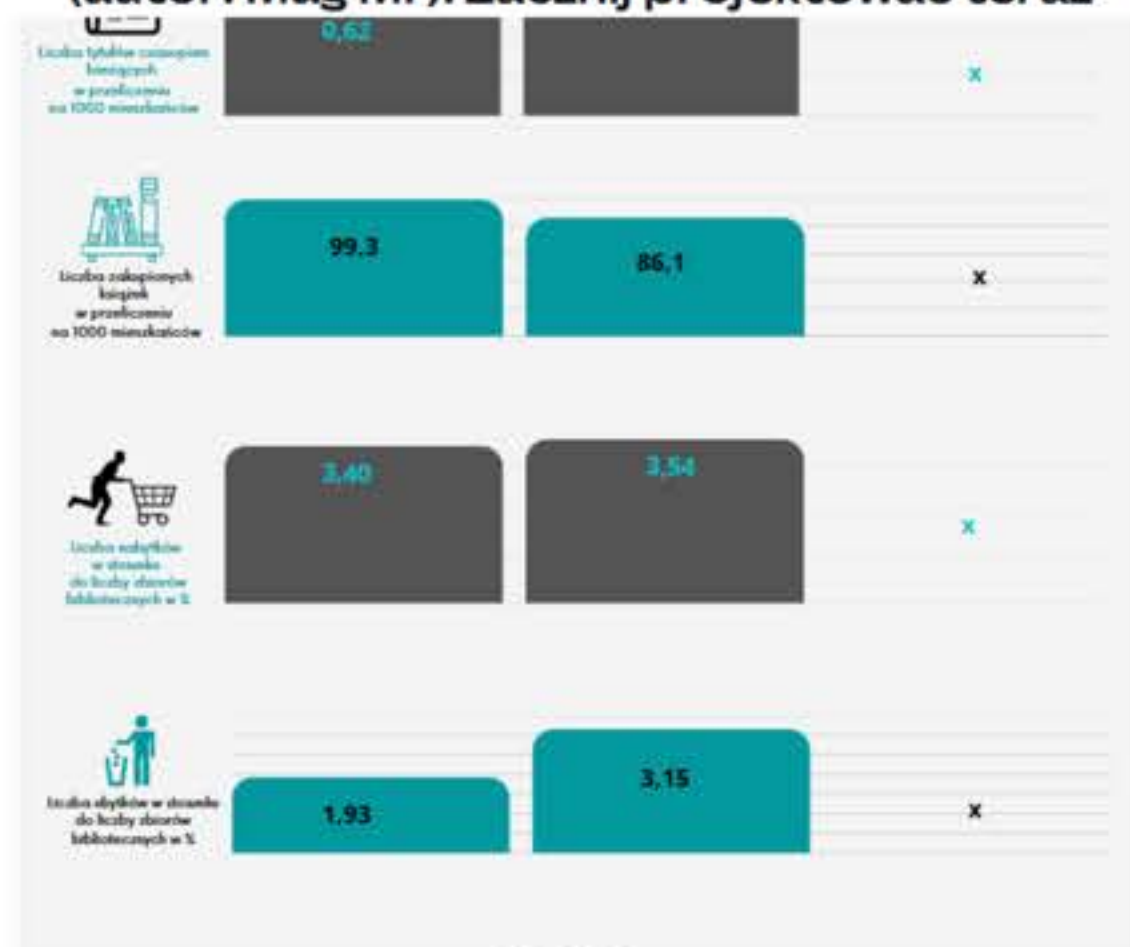 0,62
Liczba tytułów czasopism
bieżących
w przeliczeniu
na 1000 mieszkańców
x
99,3
86,1
Liczba zakupionych
książek
w przeliczeniu
na 1000 mieszkańców
x
3,40
3,54
Liczba nabytków
w stosunku
do liczby zbiorów
bibliotecznych w %
x
1,93
3,15
Liczba ubytków w stosunku
do liczby zbiorów
bibliotecznych w %
x